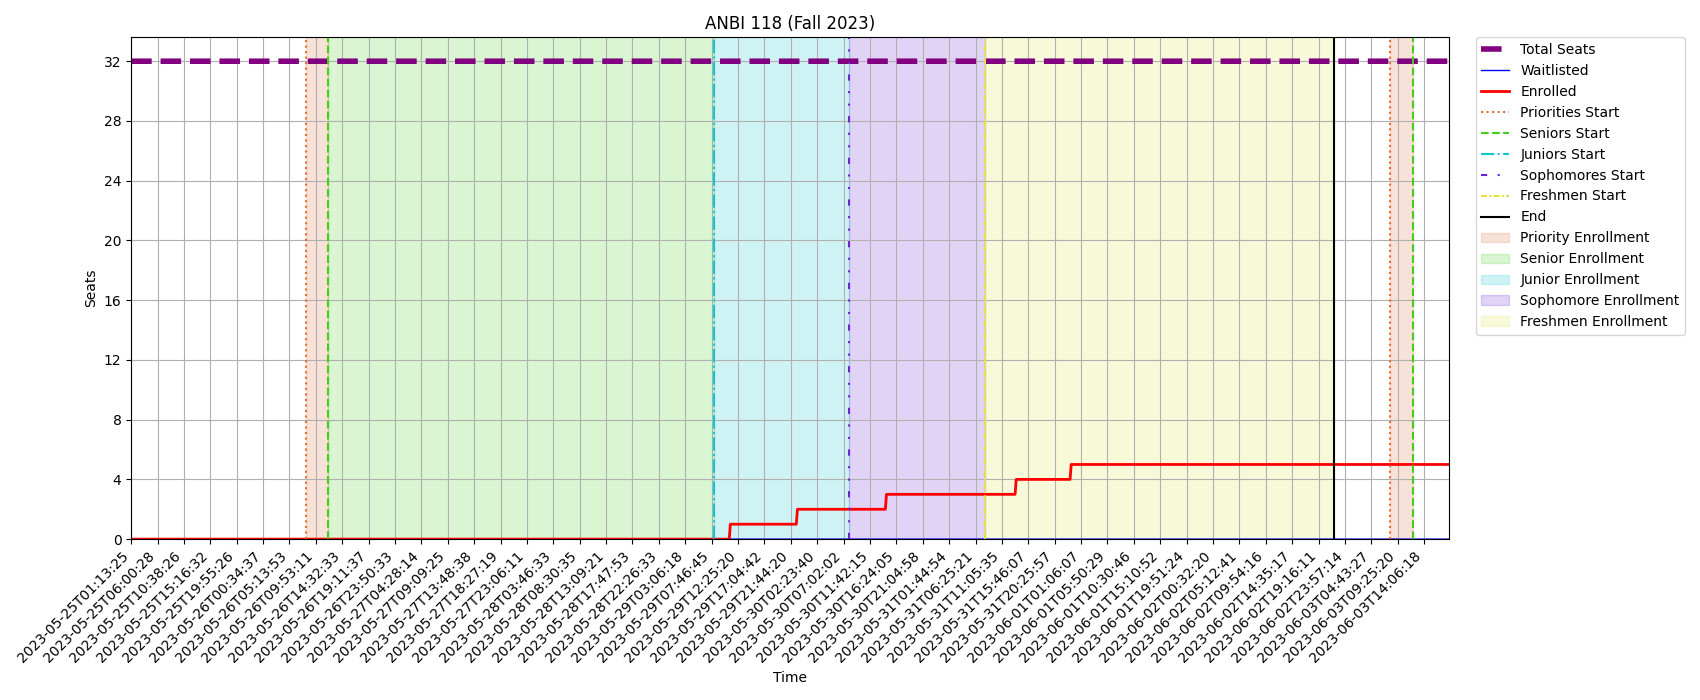 ANBI 118 (Fall 2023)
Seats
32
28
24
20
16
12
8
4
0
2023-05-25T01:13:25
2023-05-25T06:00:28
2023-05-25T10:38:26
2023-05-25T15:16:32
2023-05-25T19:55:26
2023-05-26T00:34:37
2023-05-26T05:13:53
2023-05-26T09:53:11
2023-05-26T14:32:33
2023-05-26T19:11:37
2023-05-26T23:50:33
2023-05-27T04:28:14
2023-05-27T09:09:25
2023-05-27T13:48:38
2023-05-27T18:27:19
2023-05-27T23:06:11
2023-05-28T03:46:33
2023-05-28T08:30:35
2023-05-28T13:09:21
2023-05-28T17:47:53
2023-05-28T22:26:33
2023-05-29T03:06:18
2023-05-29T07:46:45
2023-05-29T12:25:20
2023-05-29T17:04:42
2023-05-29T21:44:20
2023-05-30T02:23:40
2023-05-30T07:02:02
2023-05-30T11:42:15
2023-05-30T16:24:05
2023-05-30T21:04:58
2023-05-31T01:44:54
2023-05-31T06:25:21
2023-05-31T11:05:35
2023-05-31T15:46:07
2023-05-31T20:25:57
2023-06-01T01:06:07
2023-06-01T05:50:29
2023-06-01T10:30:46
2023-06-01T15:10:52
2023-06-01T19:51:24
2023-06-02T00:32:20
2023-06-02T05:12:41
2023-06-02T09:54:16
2023-06-02T14:35:17
2023-06-02T19:16:11
2023-06-02T23:57:14
2023-06-03T04:43:27
2023-06-03T09:25:20
2023-06-03T14:06:18
Time
Total Seats
Waitlisted
Enrolled
Priorities Start
Seniors Start
Juniors Start
Sophomores Start
Freshmen Start
End
Priority Enrollment
Senior Enrollment
Junior Enrollment
Sophomore Enrollment
Freshmen Enrollment